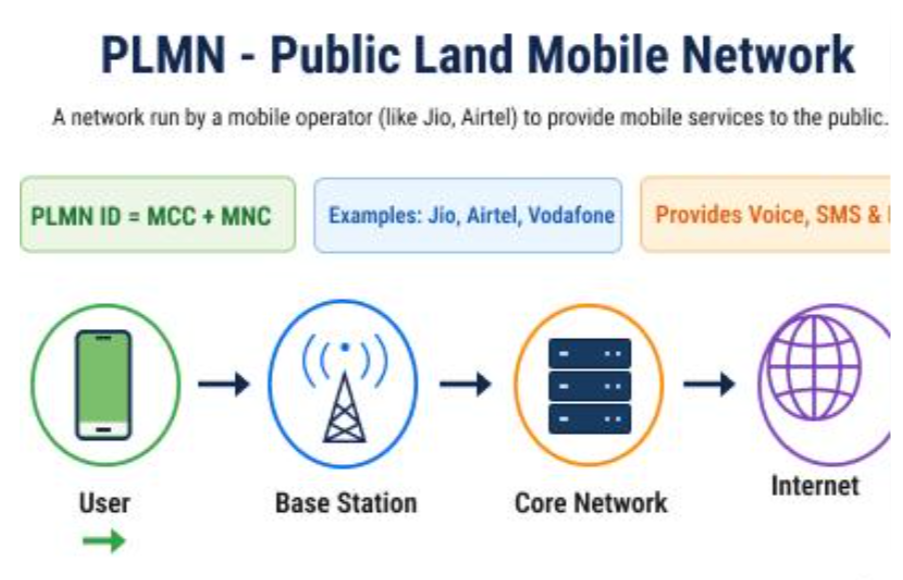 PLMN - Public Land Mobile Network
A network run by a mobile operator (like Jio, Airtel) to provide mobile services to the public.
PLMN ID = MCC + MNC
Examples: Jio, Airtel, Vodafone
Provides Voice, SMS &
User
Base Station
Core Network
Internet